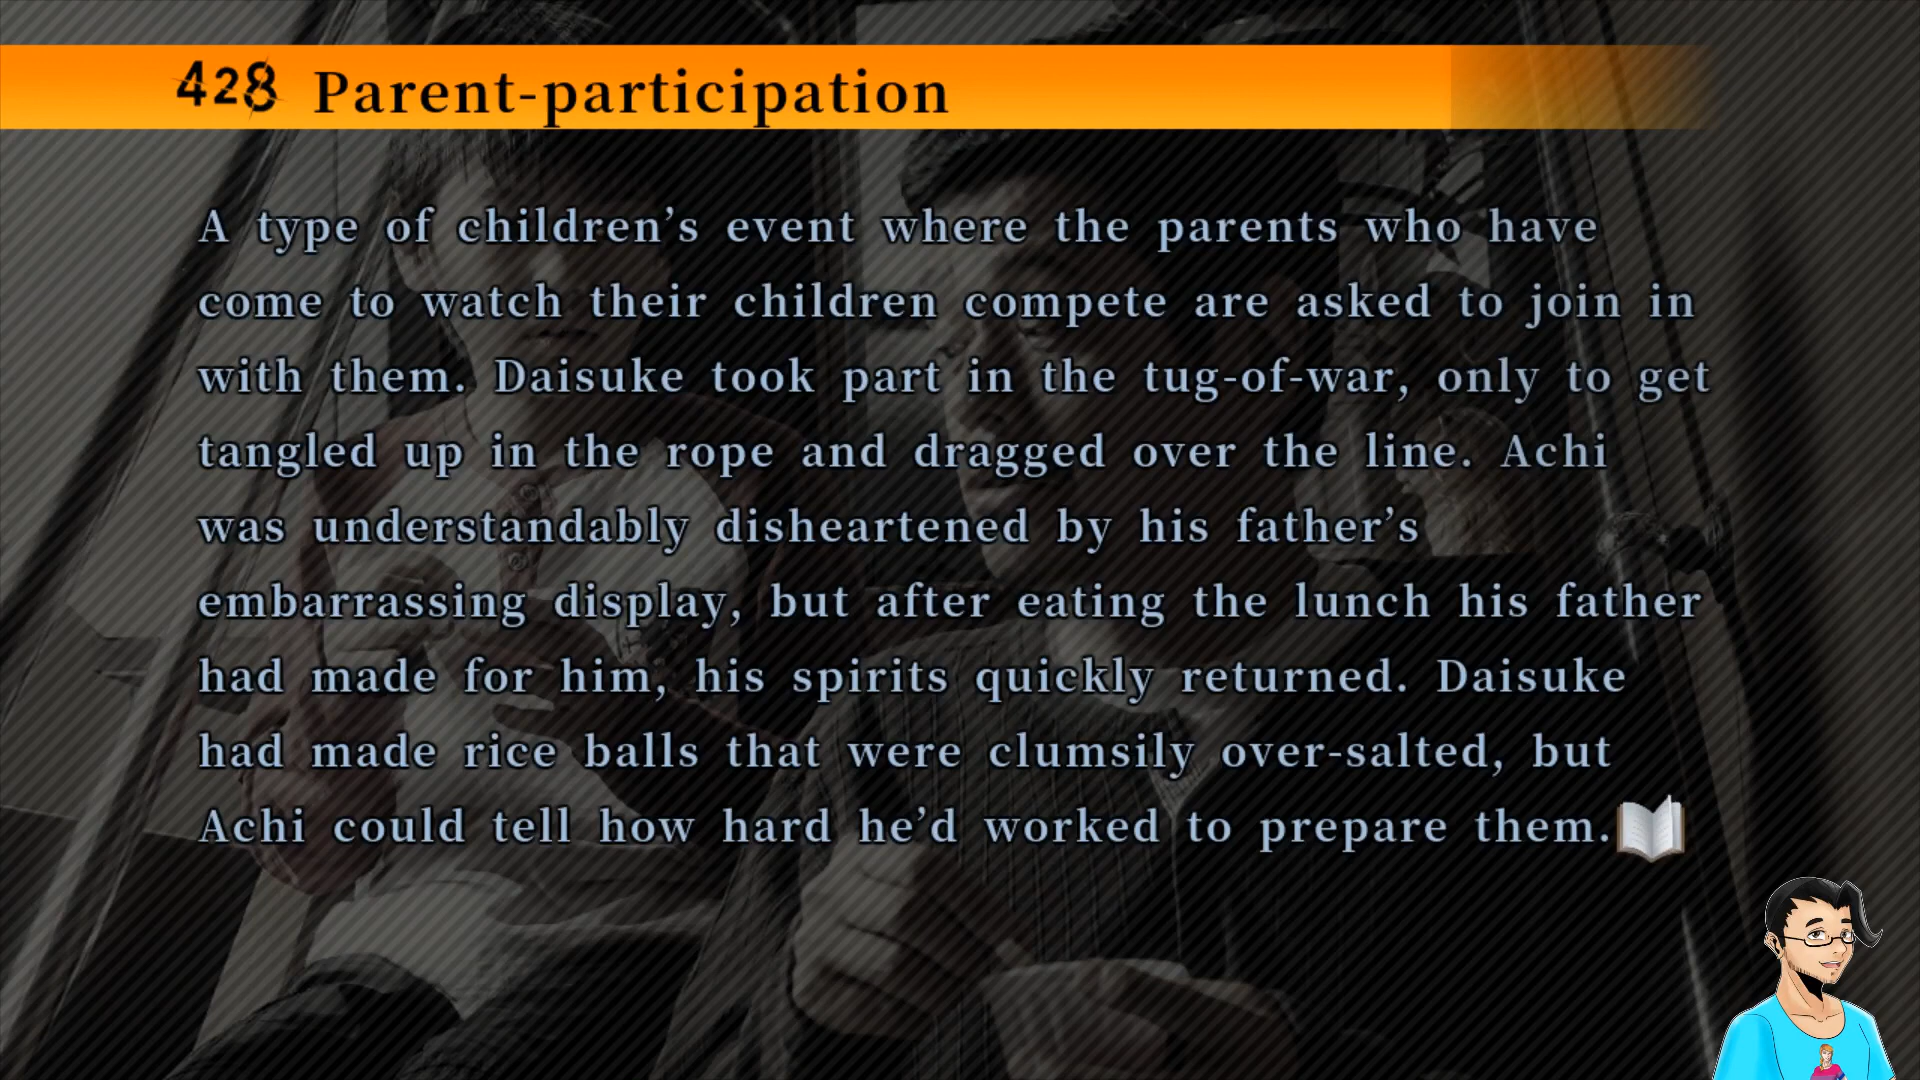 428 Parent-participation
A type of children’s event where the parents who have
come to watch their children compete are asked to join in
with them. Daisuke took part in the tug-of-war, only to get
tangled up in the rope and dragged over the line. Achi
was understandably disheartened by his father’s
embarrassing display, but after eating the lunch his father
had made for him, his spirits quickly returned. Daisuke
had made rice balls that were clumsily over-salted, but
Achi could tell how hard he’d worked to prepare them.